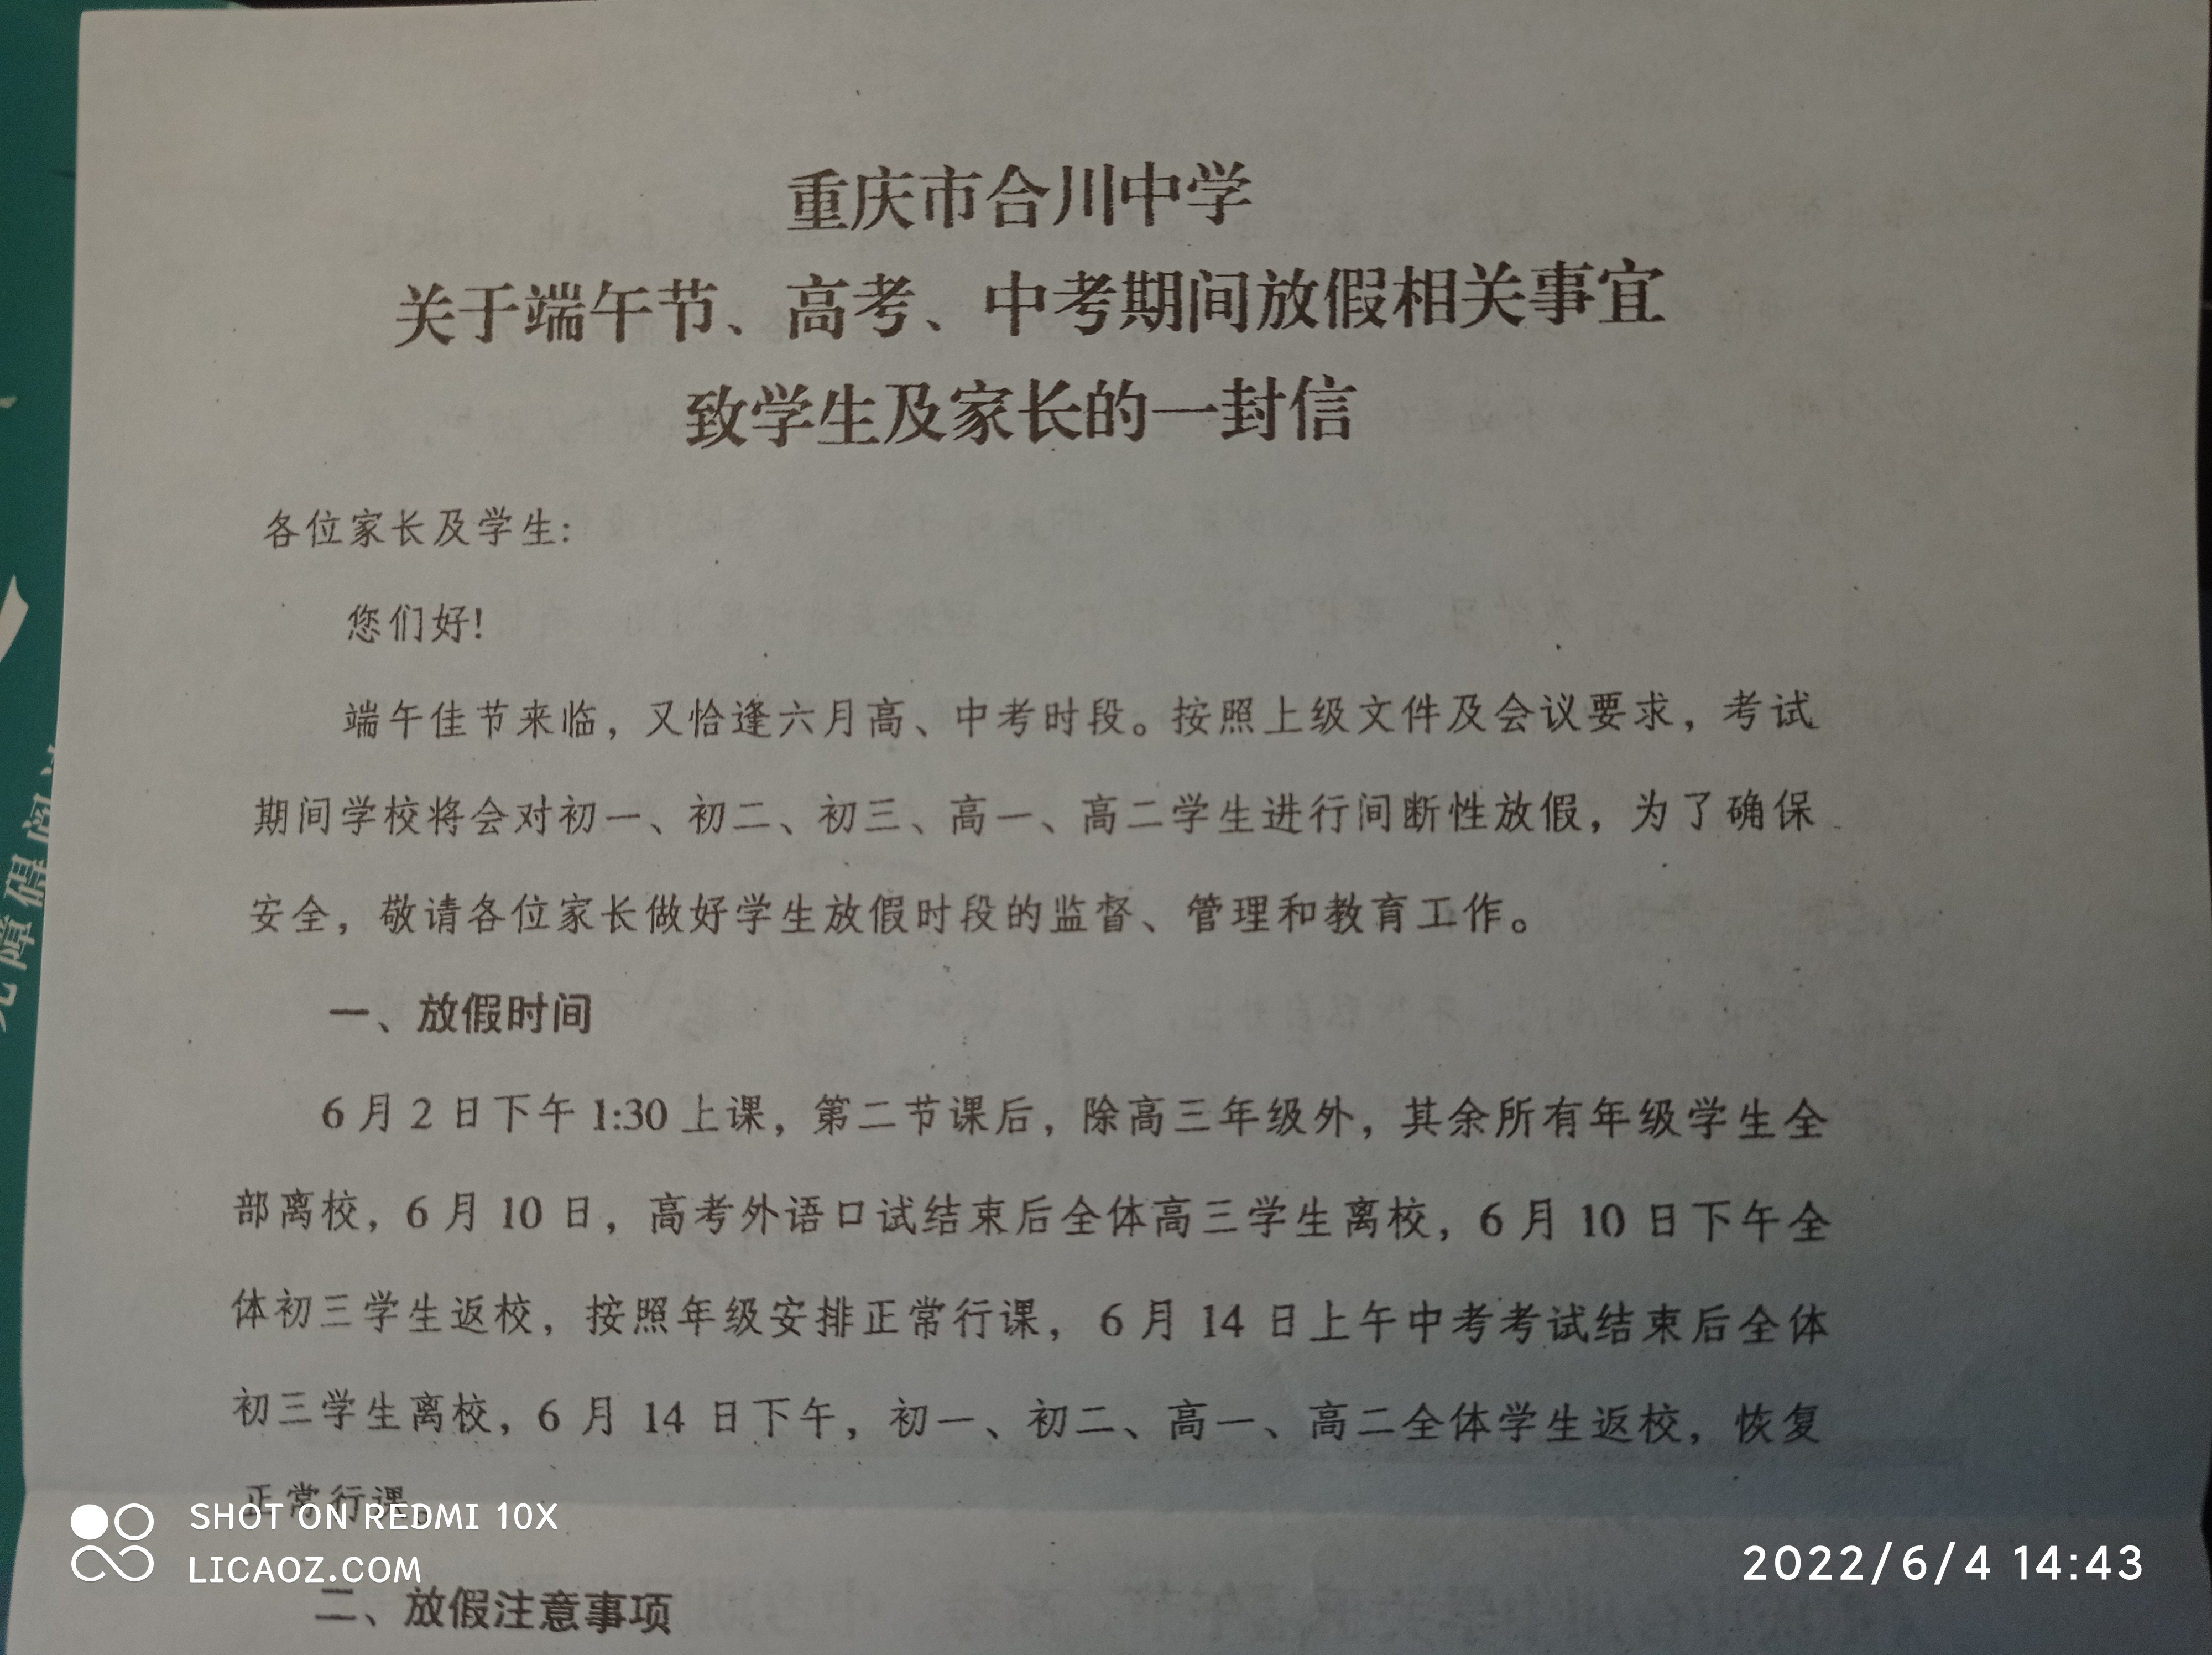 重庆市合川中学
关于端午节、高考、中考期间放假相关事宜
致学生及家长的一封信
各位家长及学生:
您们好!
端午佳节来临，又恰逢六月高、中考时段。按照上级文件及会议要求，考试
期间学校将会对初一、初二、初三、高一、高二学生进行间断性放假，为了确保
安全，敬请各位家长做好学生放假时段的监督、管理和教育工作。
一、放假时间
6月2日下午1:30上课，第二节课后，除高三年级外，其余所有年级学生全
部离校，6月10日，高考外语口试结束后全体高三学生离校，6月10日下午全
体初三学生返校，按照年级安排正常行课，6月14日上午中考考试结束后全体
初三学生离校，6月14日下午，初一、初二、高一、高二全体学生返校，恢复
正常行课。
二、放假注意事项
障碍阅
SHOT ON REDMI 10X
LICAOZ.COM
2022/6/4 14:43